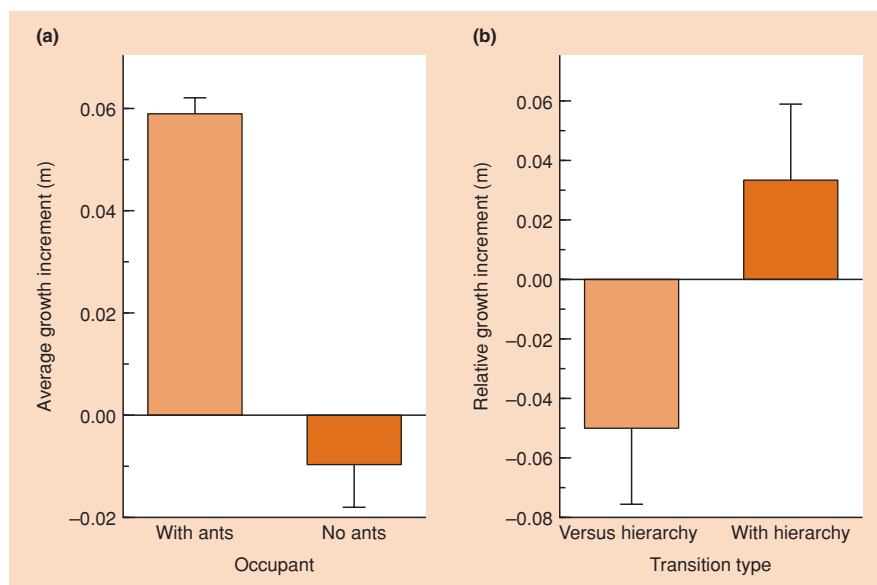 (a)
Average growth increment (m)
0.06
0.04
0.02
0.00
–0.02
With ants
No ants
Occupant
(b)
Relative growth increment (m)
0.06
0.04
0.02
0.00
–0.02
–0.04
–0.06
–0.08
Versus hierarchy
With hierarchy
Transition type